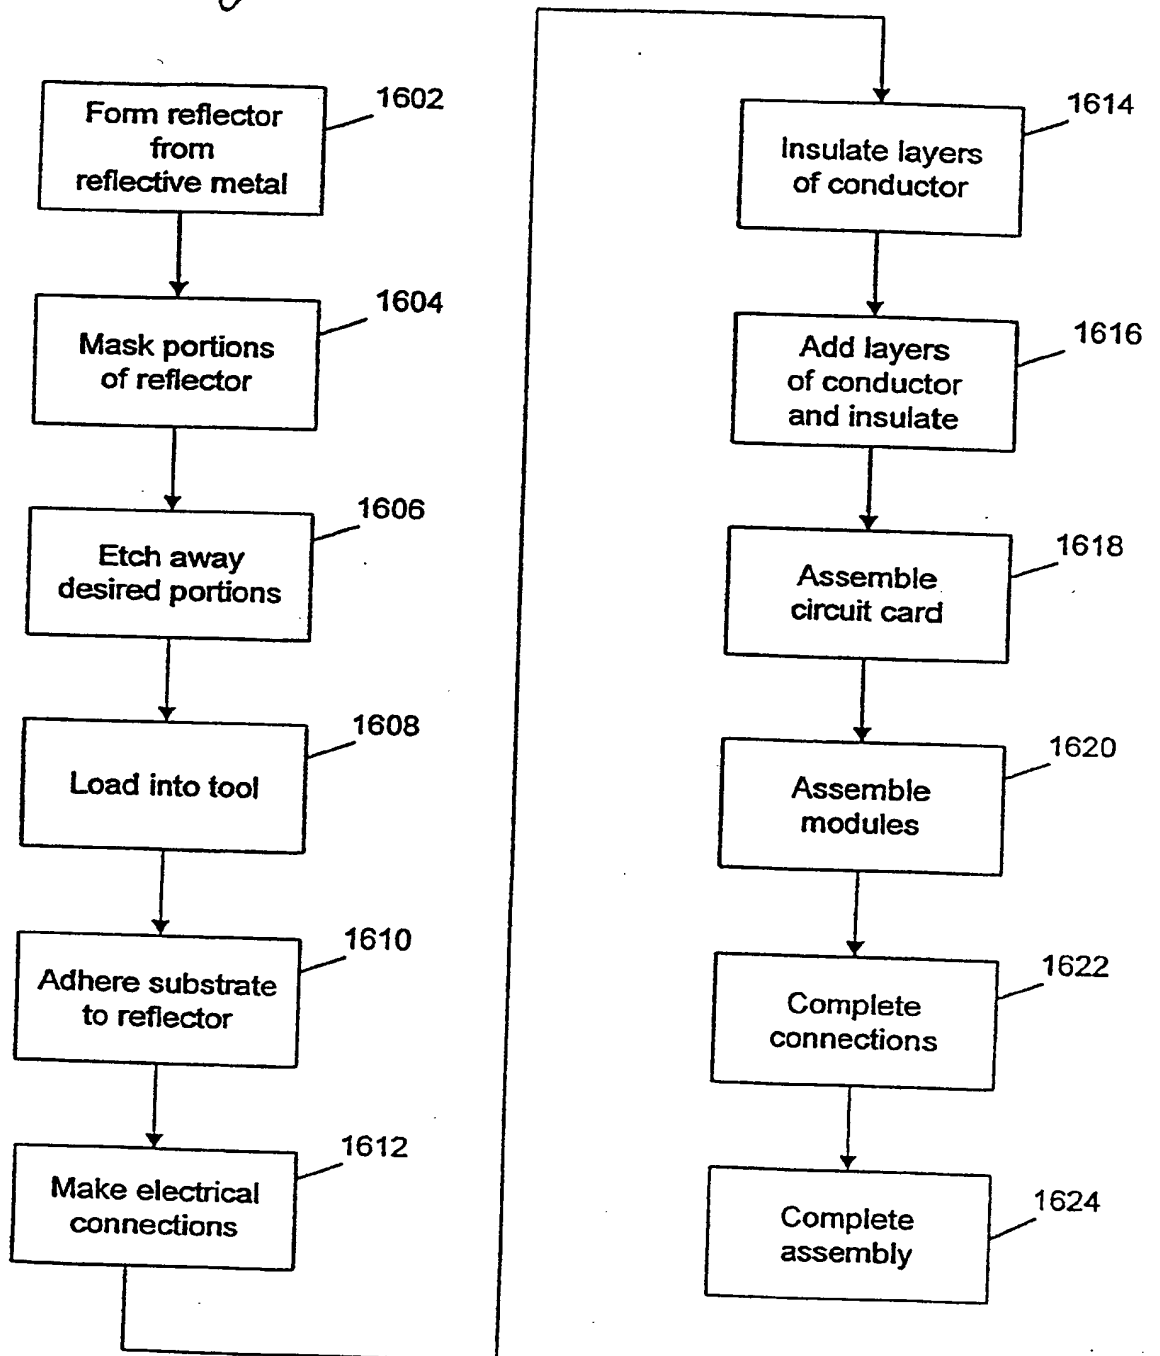 Form reflector
from
reflective metal
1602
Mask portions
of reflector
1604
Etch away
desired portions
1606
Load into tool
1608
Adhere substrate
to reflector
1610
Make electrical
connections
1612
Insulate layers
of conductor
1614
Add layers
of conductor
and insulate
1616
Assemble
circuit card
1618
Assemble
modules
1620
Complete
connections
1622
Complete
assembly
1624